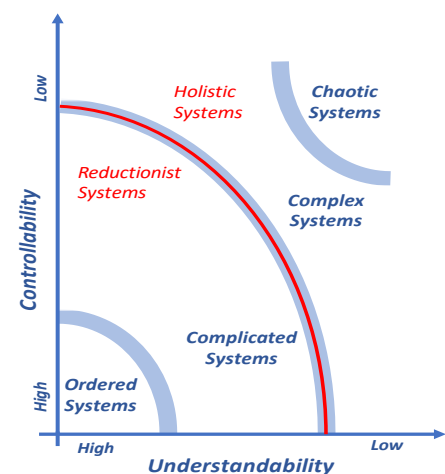 Low
Holistic
Systems
Chaotic
Systems
Reductionist
Systems
Complex
Systems
Controllability
Complicated
Systems
High
Ordered
Systems
High
Low
Understandability